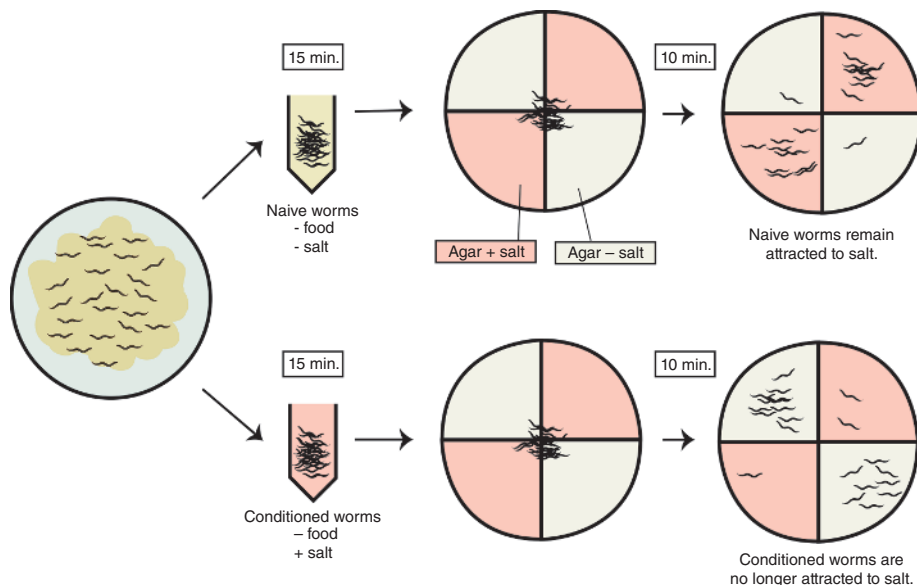 15 min.
10 min.
Naive worms
- food
- salt
Agar + salt
Agar – salt
Naive worms remain
attracted to salt.
15 min.
10 min.
Conditioned worms
– food
+ salt
Conditioned worms are
no longer attracted to salt.